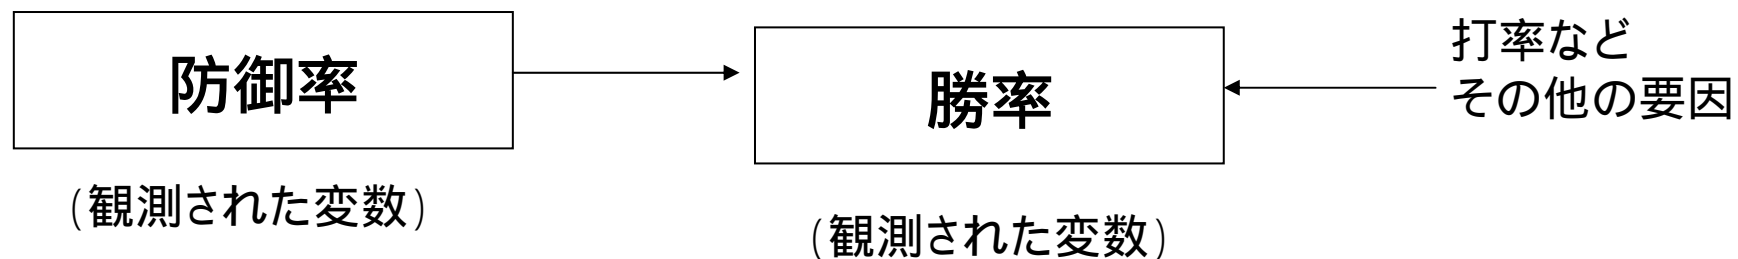 防御率
(観測された変数)
勝率
(観測された変数)
打率など
その他の要因